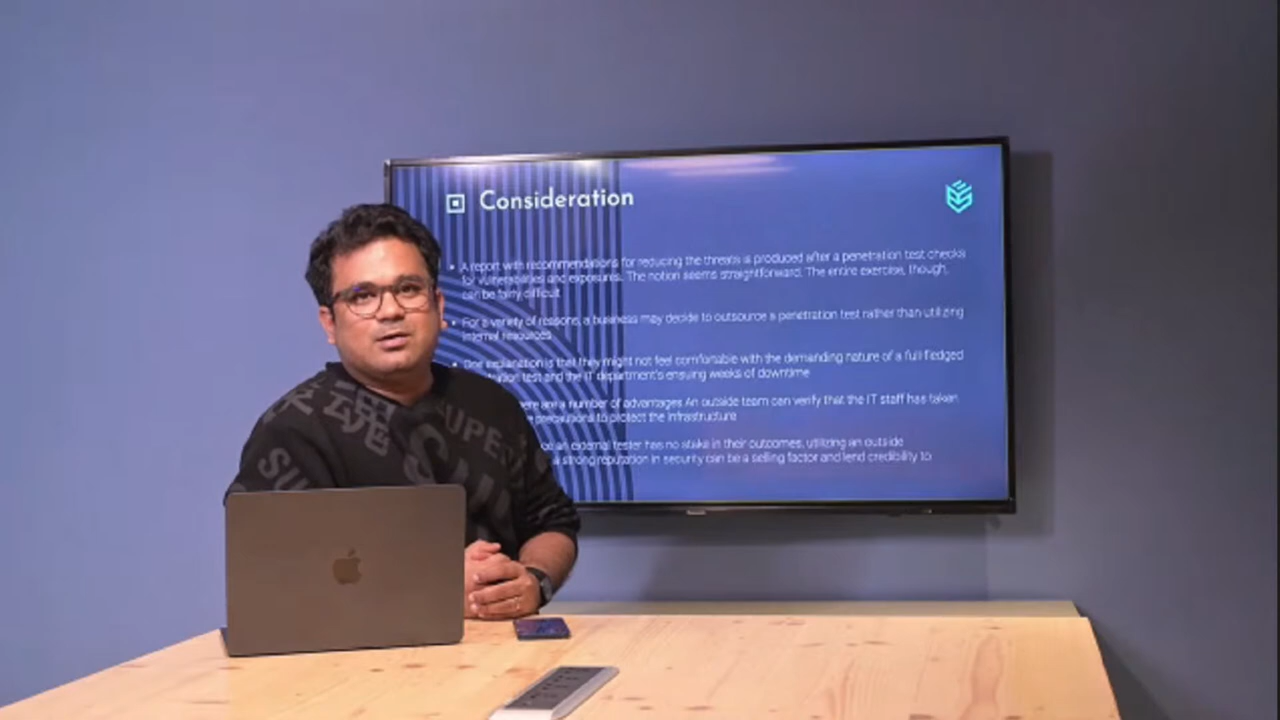 Consideration
A report with recommendations for reducing the threats is produced after a penetration test checks
for vulnerabilities and exposures. The notion seems straightforward. The entire exercise, though,
can be fairly difficult
For a variety of reasons, a business may decide to outsource a penetration test rather than utilizing
internal resources
One explanation is that they might not feel comfortable with the demanding nature of a full-fledged
test and the IT department's ensuing weeks of downtime
are a number of advantages An outside team can verify that the IT staff has taken
precautions to protect the infrastructure
an external tester has no stake in their outcomes, utilizing an outside
a strong reputation in security can be a selling factor and lend credibility to
SUPE
SU